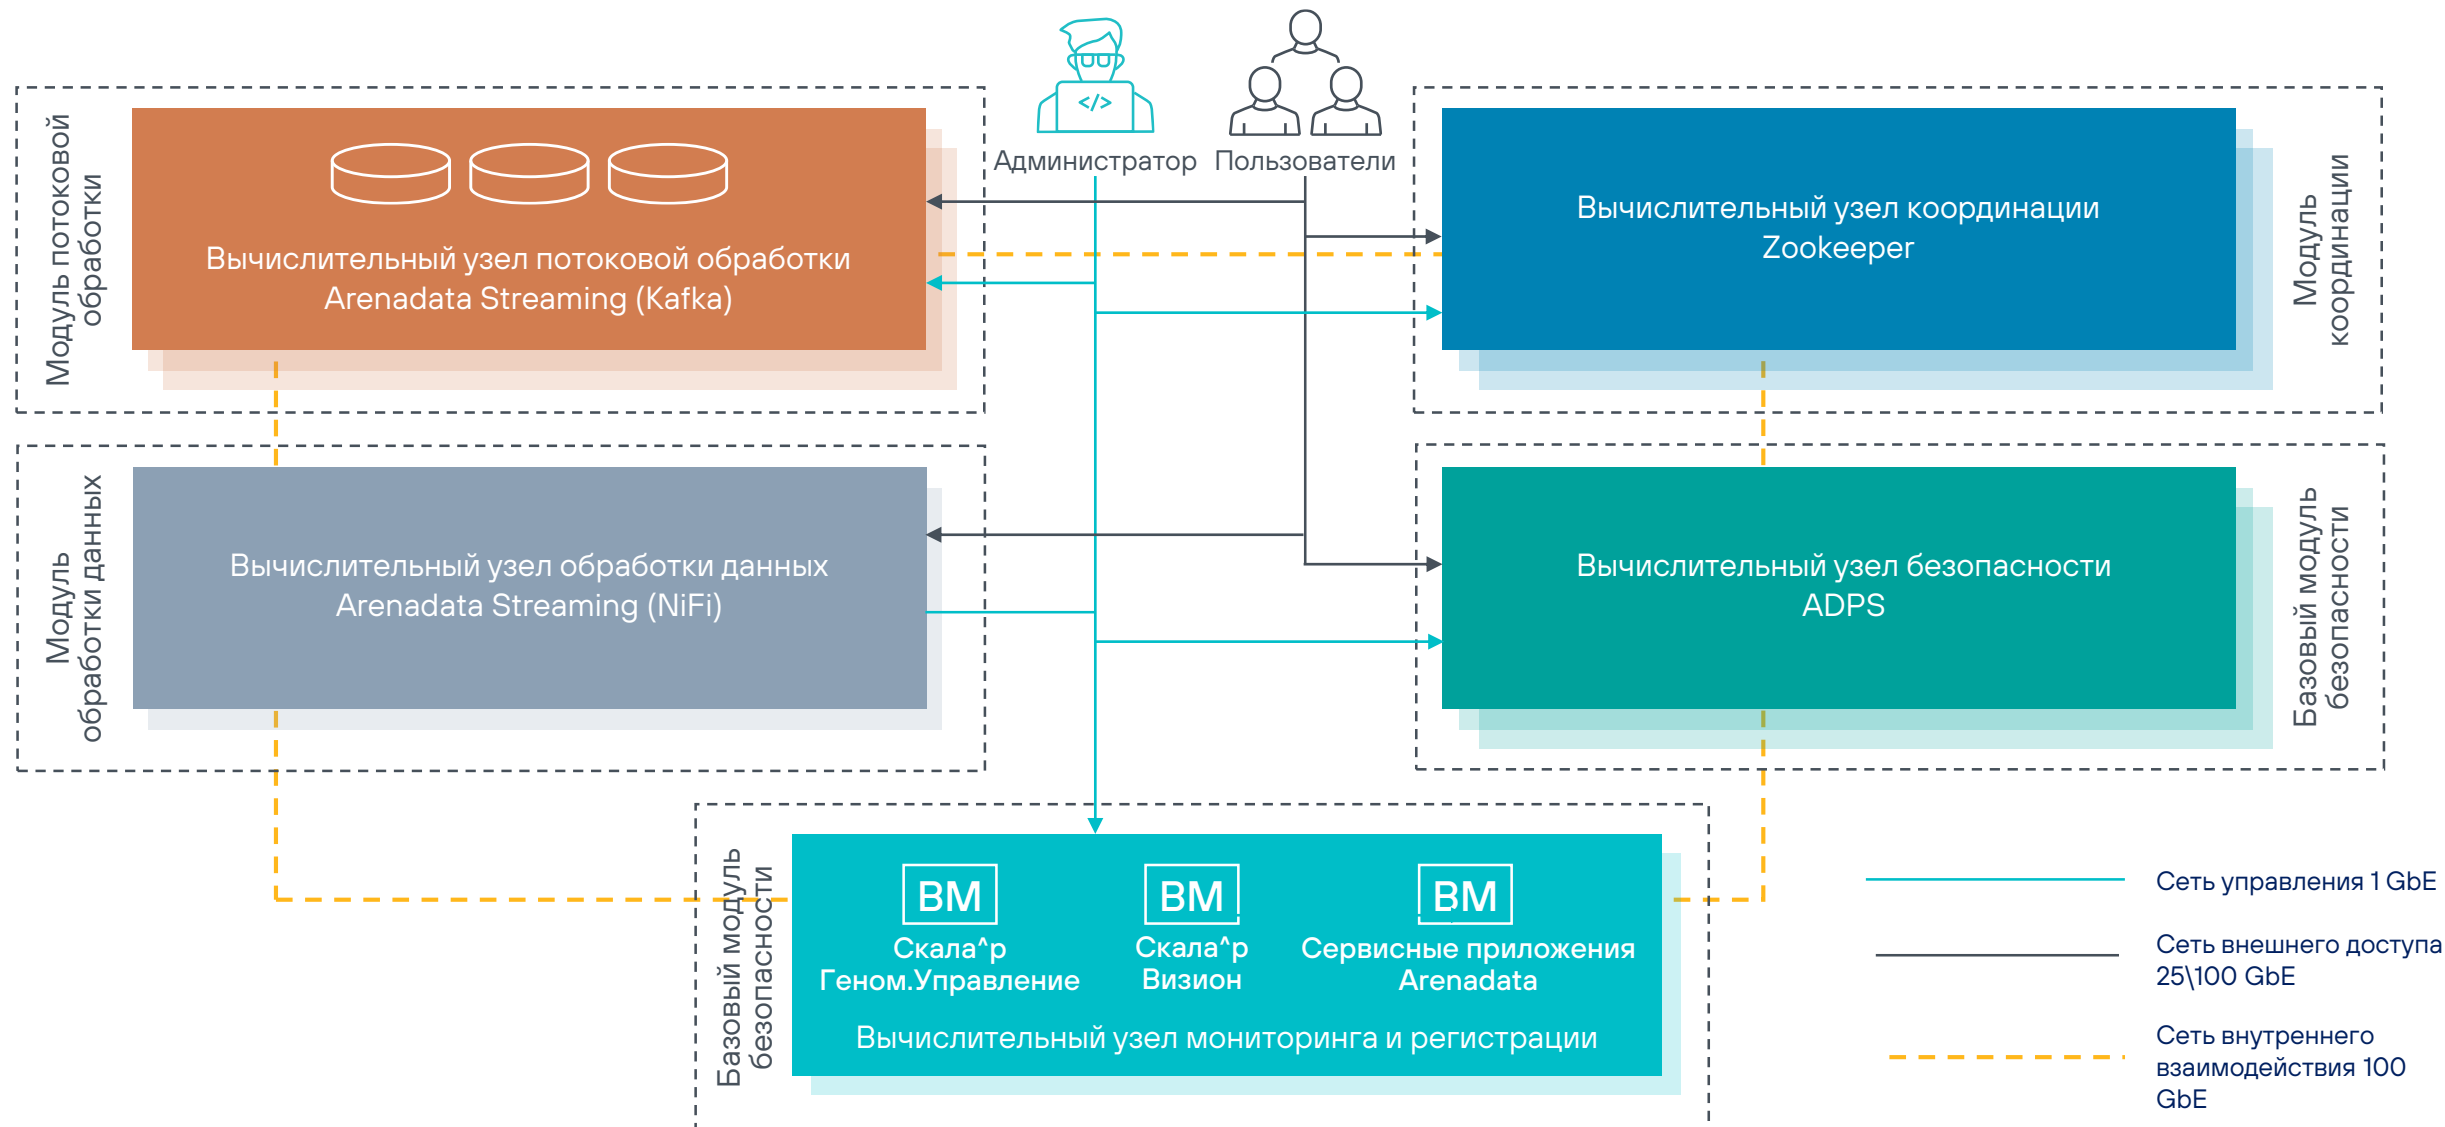 Администратор
Пользователи
Модуль потоковой
обработки
Вычислительный узел потоковой обработки
Arenadata Streaming (Kafka)
Вычислительный узел координации
Zookeeper
Модуль
координации
Модуль
обработки данных
Вычислительный узел обработки данных
Arenadata Streaming (NiFi)
Вычислительный узел безопасности
ADPS
Базовый модуль
безопасности
Базовый модуль
безопасности
ВМ
Скала^р
Геном.Управление
ВМ
Скала^р
Визион
ВМ
Сервисные приложения
Arenadata
Вычислительный узел мониторинга и регистрации
Сеть управления 1 GbE
Сеть внешнего доступа
25\100 GbE
Сеть внутреннего
взаимодействия 100
GbE